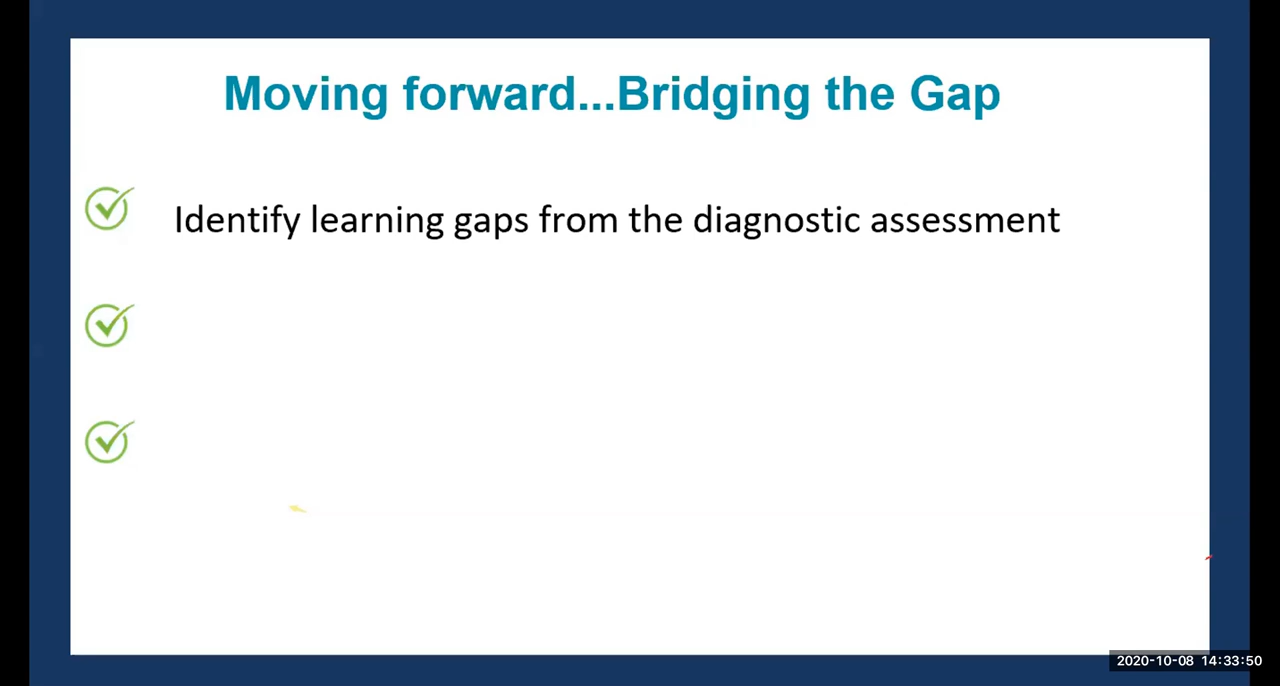 Moving forward...Bridging the Gap
Identify learning gaps from the diagnostic assessment
2020-10-08 14:33:50